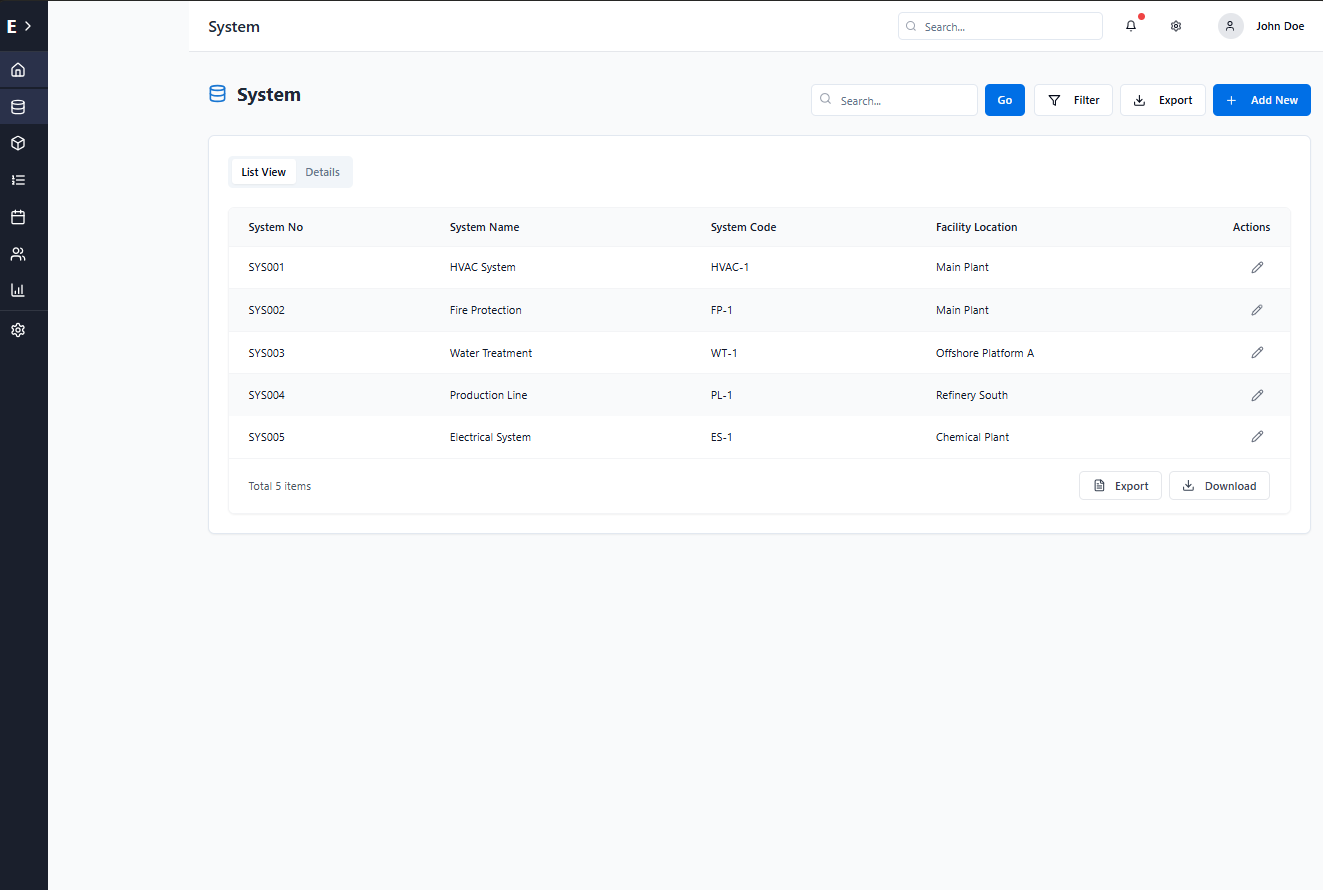 E
System
Search...
John Doe
System
Search...
Go
Filter
Export
Add New
List View
Details
System No
System Name
System Code
Facility Location
Actions
SYS001
HVAC System
HVAC-1
Main Plant
SYS002
Fire Protection
FP-1
Main Plant
SYS003
Water Treatment
WT-1
Offshore Platform A
SYS004
Production Line
PL-1
Refinery South
SYS005
Electrical System
ES-1
Chemical Plant
Total 5 items
Export
Download